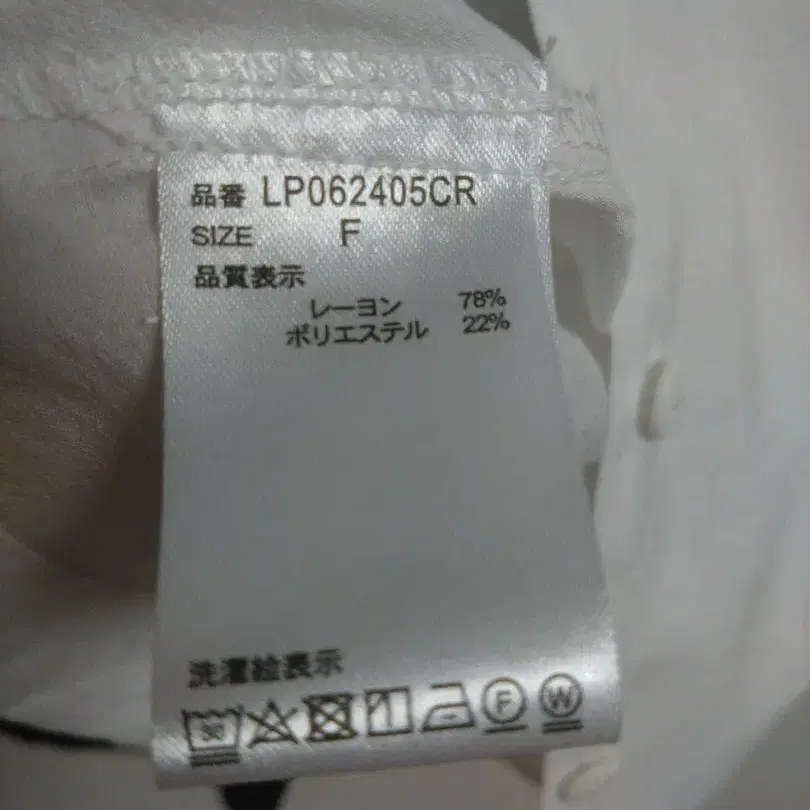 品番 LP062405CR
SIZE F
品質表示
レーヨン 78%
ポリエステル 22%
洗濯絵表示
F W